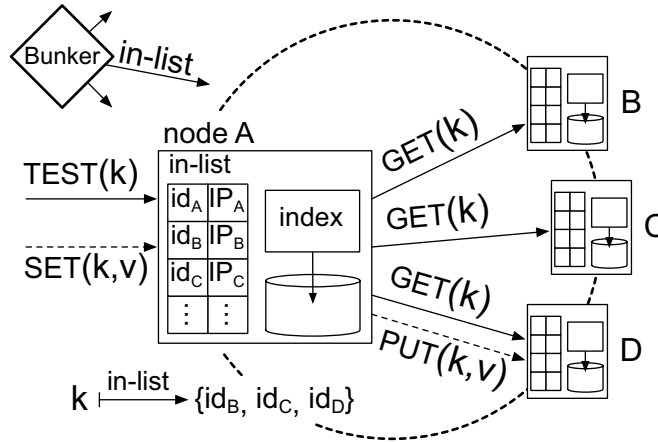 Bunker
in-list
node A
in-list
id_A IP_A
id_B IP_B
id_C IP_C
⋮ ⋮
index
TEST(k)
SET(k,v)
GET(k)
GET(k)
GET(k)
PUT(k,v)
B
C
D
k in-list {id_B, id_C, id_D}